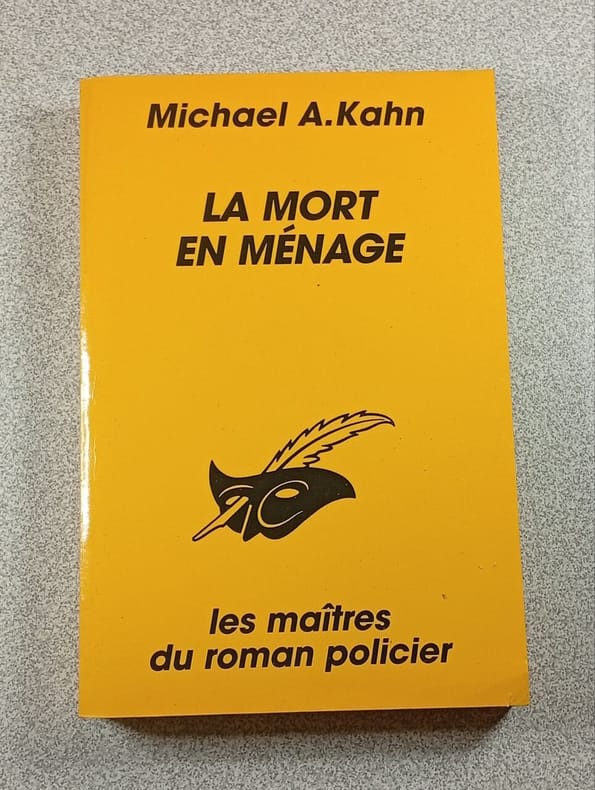 Michael A.Kahn
LA MORT
EN MÉNAGE
les maîtres
du roman policier